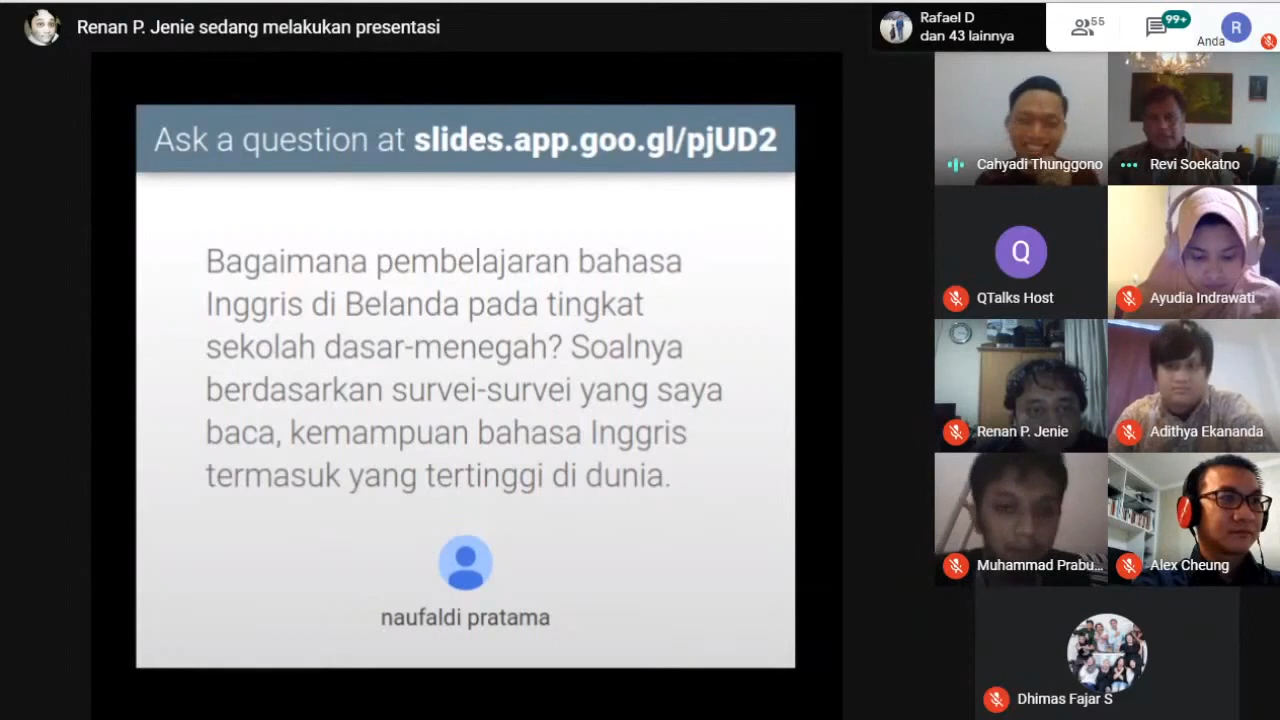 Renan P. Jenie sedang melakukan presentasi
Rafael D
dan 43 lainnya
55
99+
Anda
R
Ask a question at slides.app.goo.gl/pjUD2
Bagaimana pembelajaran bahasa
Inggris di Belanda pada tingkat
sekolah dasar-menegah? Soalnya
berdasarkan survei-survei yang saya
baca, kemampuan bahasa Inggris
termasuk yang tertinggi di dunia.
naufaldi pratama
Cahyadi Thunggono
Revi Soekatno
Q
QTalks Host
Ayudia Indrawati
Renan P. Jenie
Adithya Ekananda
Muhammad Prabu...
Alex Cheung
Dhimas Fajar S